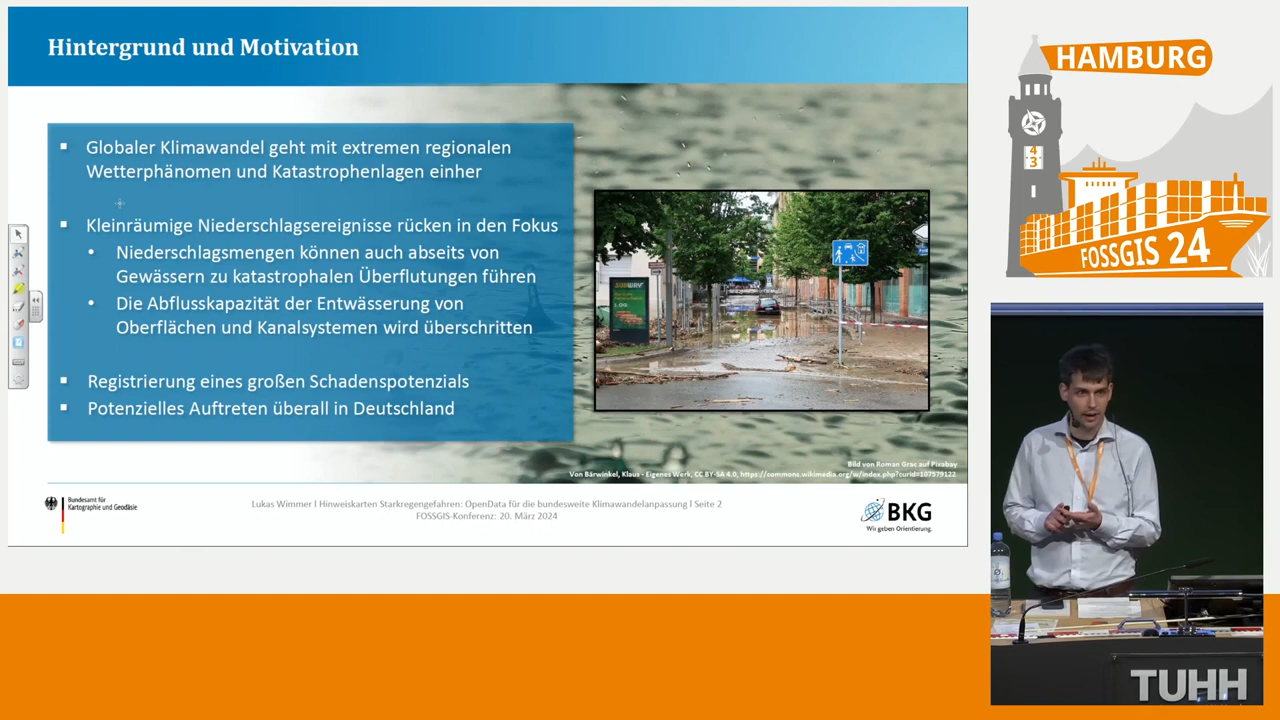 Hintergrund und Motivation
Globaler Klimawandel geht mit extremen regionalen
Wetterphänomen und Katastrophenlagen einher
Kleinräumige Niederschlagsereignisse rücken in den Fokus
Niederschlagsmengen können auch abseits von
Gewässern zu katastrophalen Überflutungen führen
Die Abflusskapazität der Entwässerung von
Oberflächen und Kanalsystemen wird überschritten
Registrierung eines großen Schadenspotenzials
Potenzielles Auftreten überall in Deutschland
SUBWAY
Bild von Roman Grac auf Pixabay
Von Bärwinkel, Klaus - Eigenes Werk, CC BY-SA 4.0, https://commons.wikimedia.org/w/index.php?curid=107579122
Bundesamt für
Kartographie und Geodäsie
Lukas Wimmer I Hinweiskarten Starkregengefahren: OpenData für die bundesweite Klimawandelanpassung I Seite 2
FOSSGIS-Konferenz: 20. März 2024
BKG
Wir geben Orientierung.
HAMBURG
4
3
FOSSGIS 24
TUHH